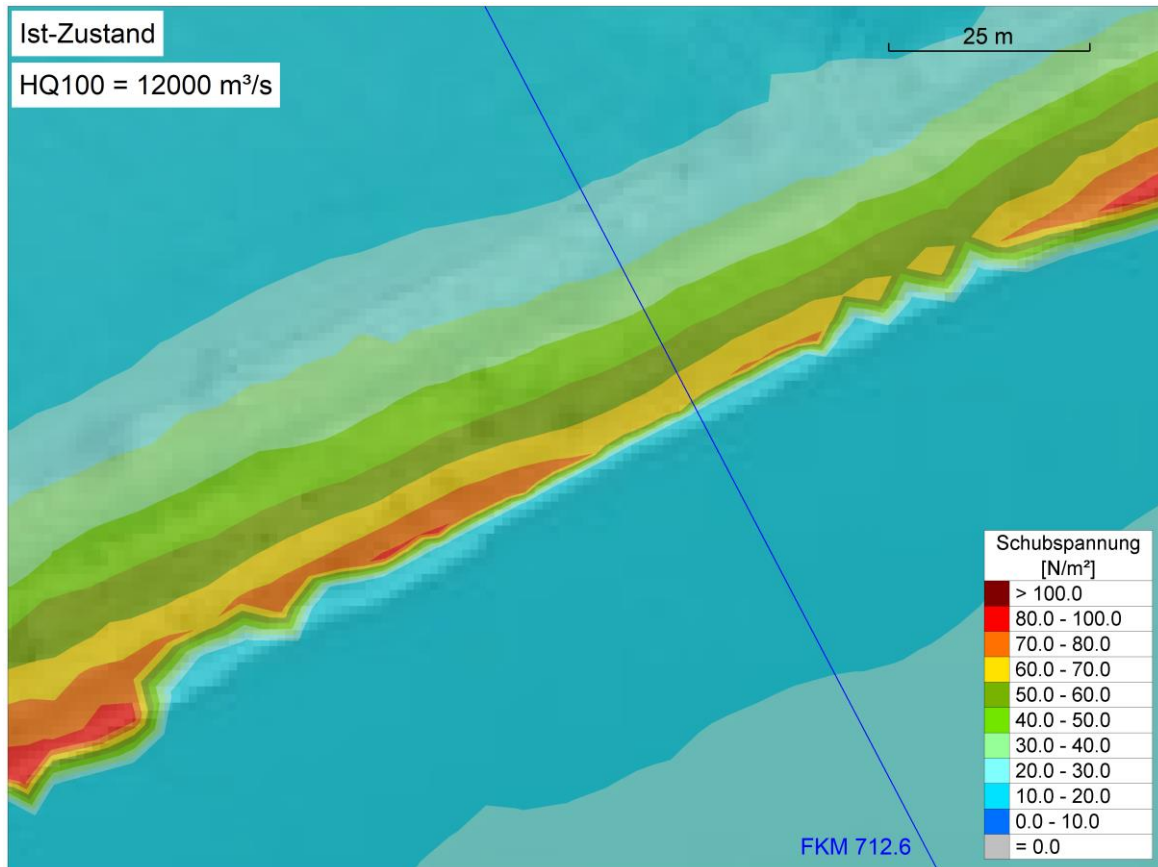 Ist-Zustand
HQ100 = 12000 m³/s
25 m
Schubspannung
[N/m²]
> 100.0
80.0 - 100.0
70.0 - 80.0
60.0 - 70.0
50.0 - 60.0
40.0 - 50.0
30.0 - 40.0
20.0 - 30.0
10.0 - 20.0
0.0 - 10.0
= 0.0
FKM 712.6